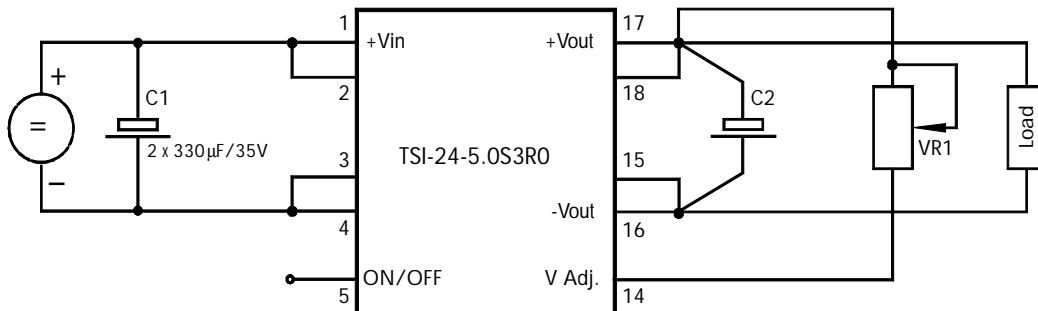 1
17
+Vin
+Vout
+
C1
2
18
C2
=
2 x 330µF/35V
TSI-24-5.0S3R0
VR1
Load
3
15
−
-Vout
4
16
ON/OFF
V Adj.
5
14